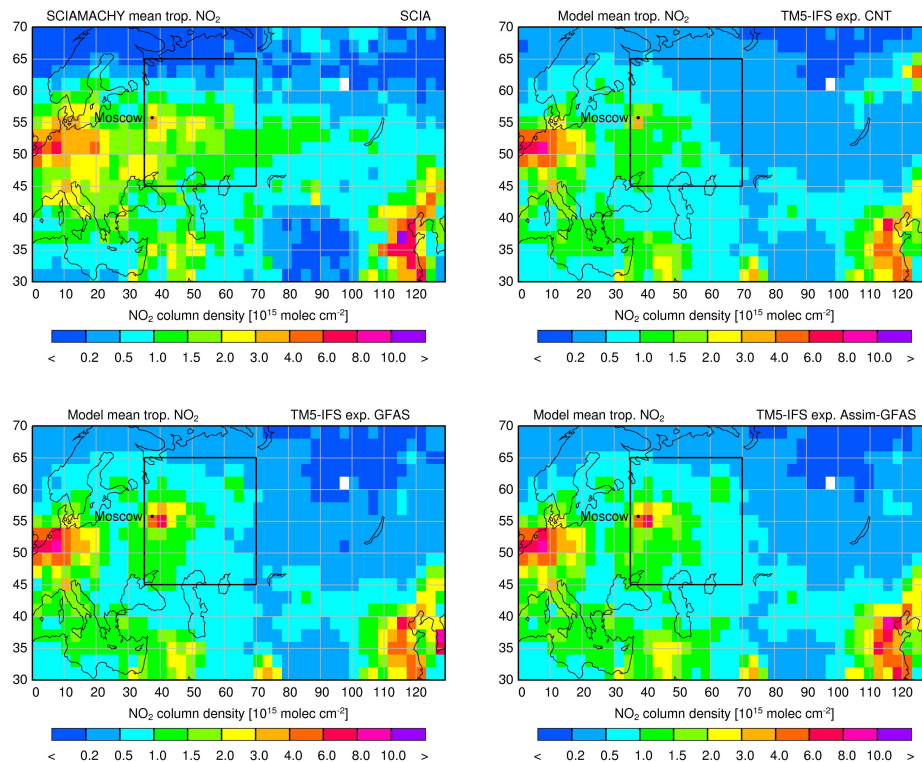 SCIAMACHY mean trop. NO₂ SCIA
70
65
60
55
50
45
40
35
30
Moscow
0 10 20 30 40 50 60 70 80 90 100 110 120
NO₂ column density [10¹⁵ molec cm⁻²]
< 0.2 0.5 1.0 1.5 2.0 3.0 4.0 6.0 8.0 10.0 >
Model mean trop. NO₂ TM5-IFS exp. CNT
70
65
60
55
50
45
40
35
30
Moscow
0 10 20 30 40 50 60 70 80 90 100 110 120
NO₂ column density [10¹⁵ molec cm⁻²]
< 0.2 0.5 1.0 1.5 2.0 3.0 4.0 6.0 8.0 10.0 >
Model mean trop. NO₂ TM5-IFS exp. GFAS
70
65
60
55
50
45
40
35
30
Moscow
0 10 20 30 40 50 60 70 80 90 100 110 120
NO₂ column density [10¹⁵ molec cm⁻²]
< 0.2 0.5 1.0 1.5 2.0 3.0 4.0 6.0 8.0 10.0 >
Model mean trop. NO₂ TM5-IFS exp. Assim-GFAS
70
65
60
55
50
45
40
35
30
Moscow
0 10 20 30 40 50 60 70 80 90 100 110 120
NO₂ column density [10¹⁵ molec cm⁻²]
< 0.2 0.5 1.0 1.5 2.0 3.0 4.0 6.0 8.0 10.0 >